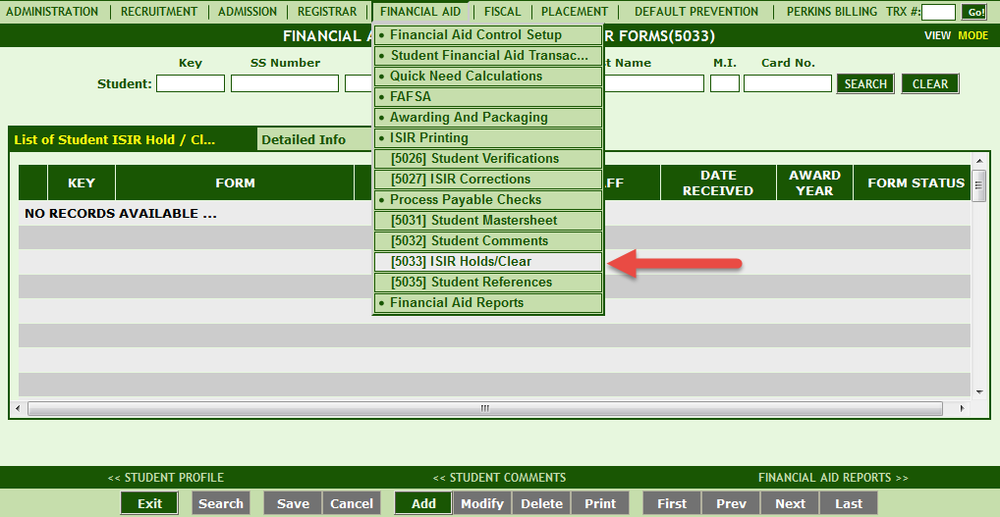 ADMINISTRATION | RECRUITMENT | ADMISSION | REGISTRAR | FINANCIAL AID | FISCAL | PLACEMENT | DEFAULT PREVENTION | PERKINS BILLING TRX #: Go!
FINANCIAL A R FORMS(5033) VIEW MODE
Key SS Number t Name M.I. Card No.
Student: SEARCH CLEAR
List of Student ISIR Hold / Cl... Detailed Info
KEY FORM FF DATE RECEIVED AWARD YEAR FORM STATUS
NO RECORDS AVAILABLE ...
• Financial Aid Control Setup
• Student Financial Aid Transac...
• Quick Need Calculations
• FAFSA
• Awarding And Packaging
• ISIR Printing
[5026] Student Verifications
[5027] ISIR Corrections
• Process Payable Checks
[5031] Student Mastersheet
[5032] Student Comments
[5033] ISIR Holds/Clear
[5035] Student References
• Financial Aid Reports
<< STUDENT PROFILE << STUDENT COMMENTS FINANCIAL AID REPORTS >>
Exit Search Save Cancel Add Modify Delete Print First Prev Next Last